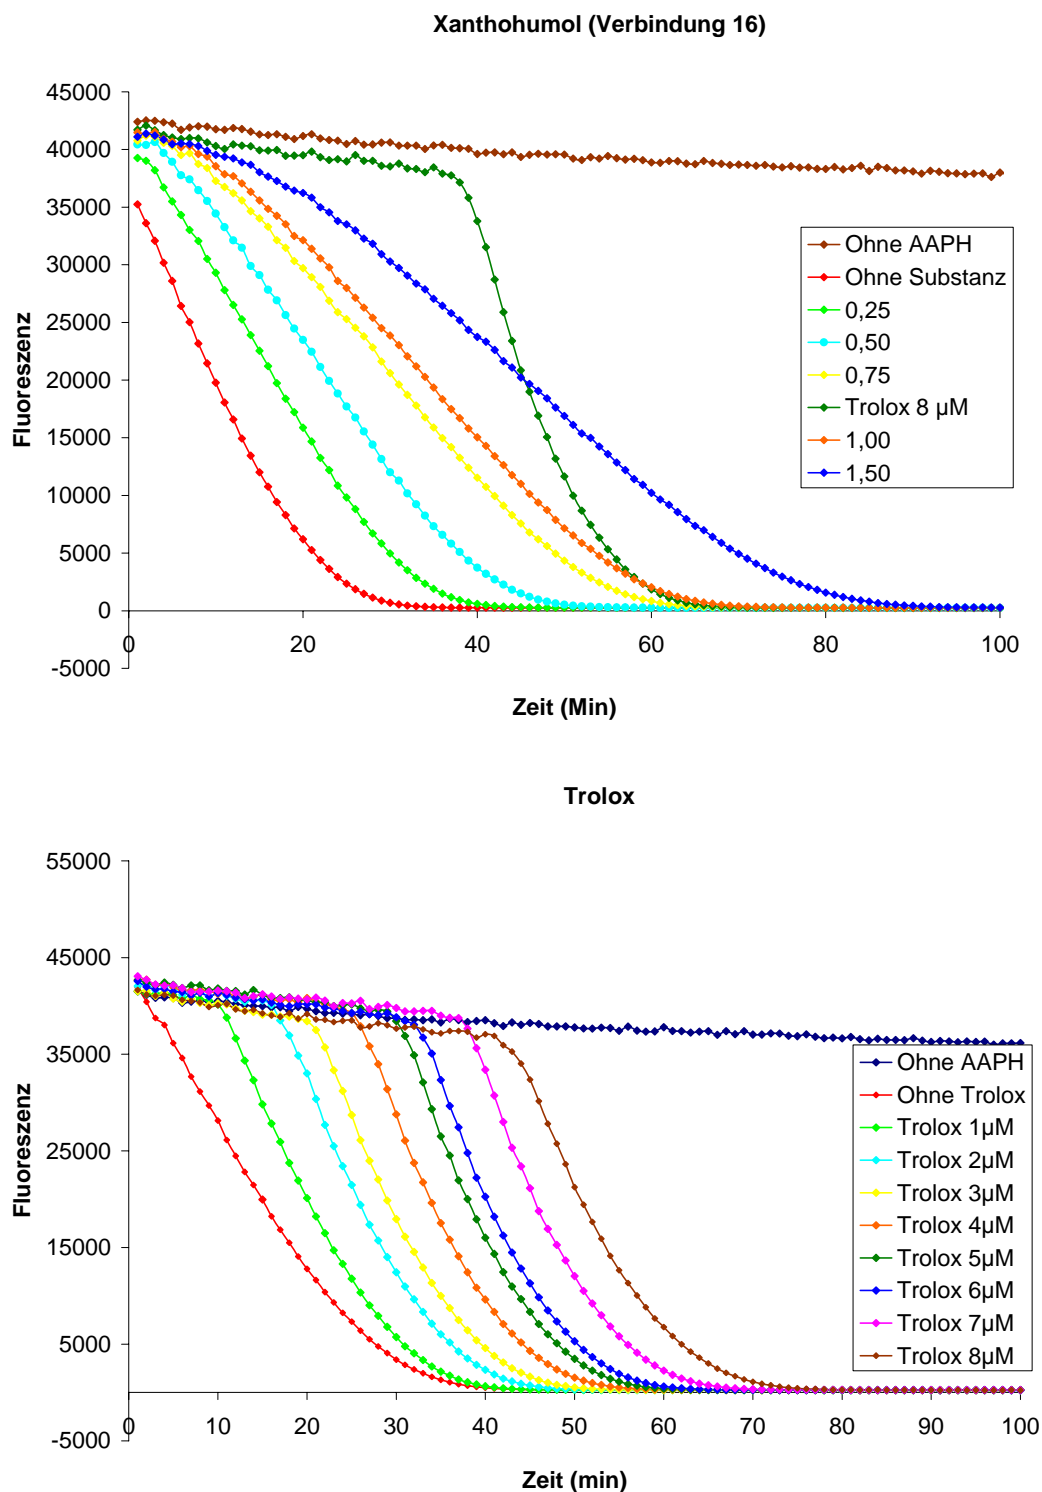 Xanthohumol (Verbindung 16)
45000
40000
35000
30000
25000
20000
15000
10000
5000
0
-5000
Fluoreszenz
0 20 40 60 80 100
Zeit (Min)
Ohne AAPH
Ohne Substanz
0,25
0,50
0,75
Trolox 8 µM
1,00
1,50
Trolox
55000
45000
35000
25000
15000
5000
-5000
Fluoreszenz
0 10 20 30 40 50 60 70 80 90 100
Zeit (min)
Ohne AAPH
Ohne Trolox
Trolox 1µM
Trolox 2µM
Trolox 3µM
Trolox 4µM
Trolox 5µM
Trolox 6µM
Trolox 7µM
Trolox 8µM